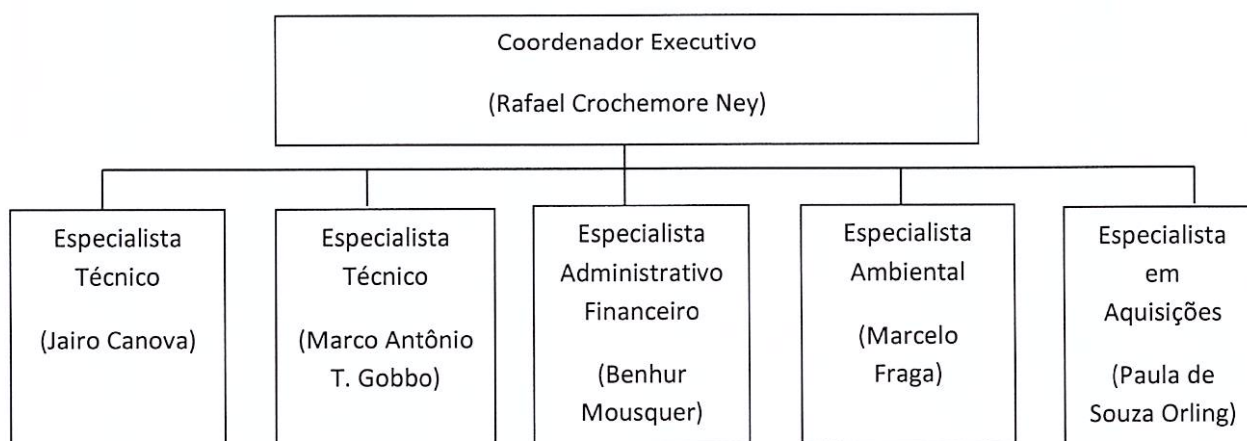 Coordenador Executivo
(Rafael Crochemore Ney)
Especialista
Técnico
(Jairo Canova)
Especialista
Técnico
(Marco Antônio
T. Gobbo)
Especialista
Administrativo
Financeiro
(Benhur
Mousquer)
Especialista
Ambiental
(Marcelo
Fraga)
Especialista
em
Aquisições
(Paula de
Souza Orling)